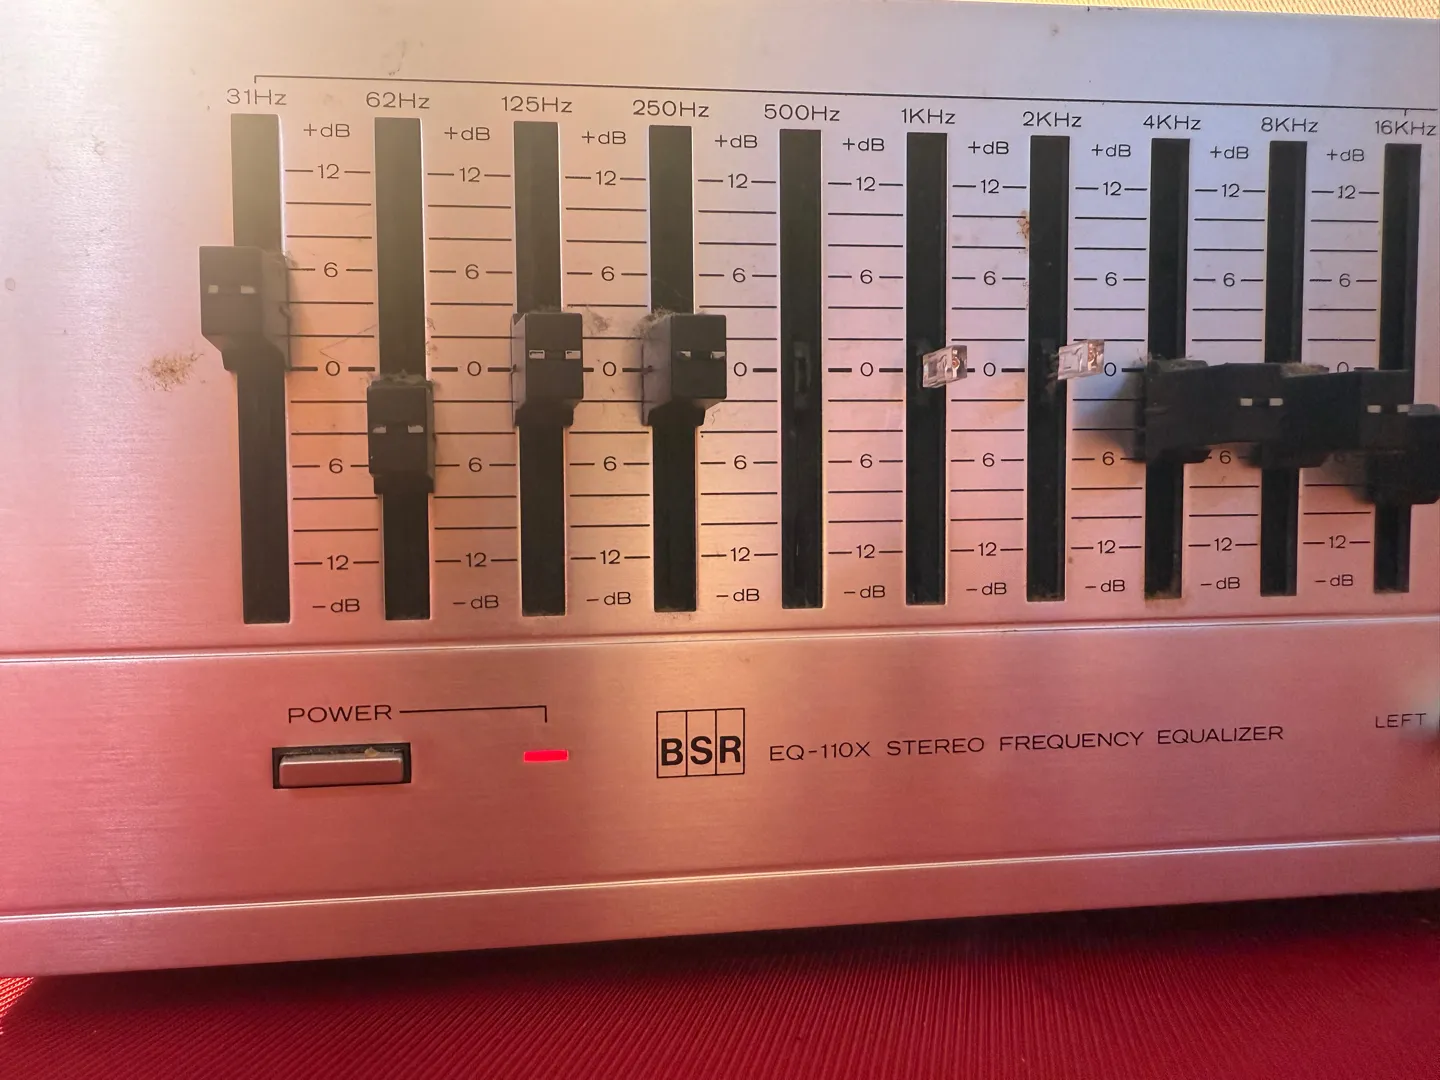 31Hz 62Hz 125Hz 250Hz 500Hz 1KHz 2KHz 4KHz 8KHz 16KHz
+dB +dB +dB +dB +dB +dB +dB +dB +dB
12 12 12 12 12 12 12 12 12
6 6 6 6 6 6 6 6 6
0 0 0 0 0 0 0 0
6 6 6 6 6 6 6 6
12 12 12 12 12 12 12 12 12
-dB -dB -dB -dB -dB -dB -dB -dB -dB
POWER
BSR EQ-110X STEREO FREQUENCY EQUALIZER
LEFT